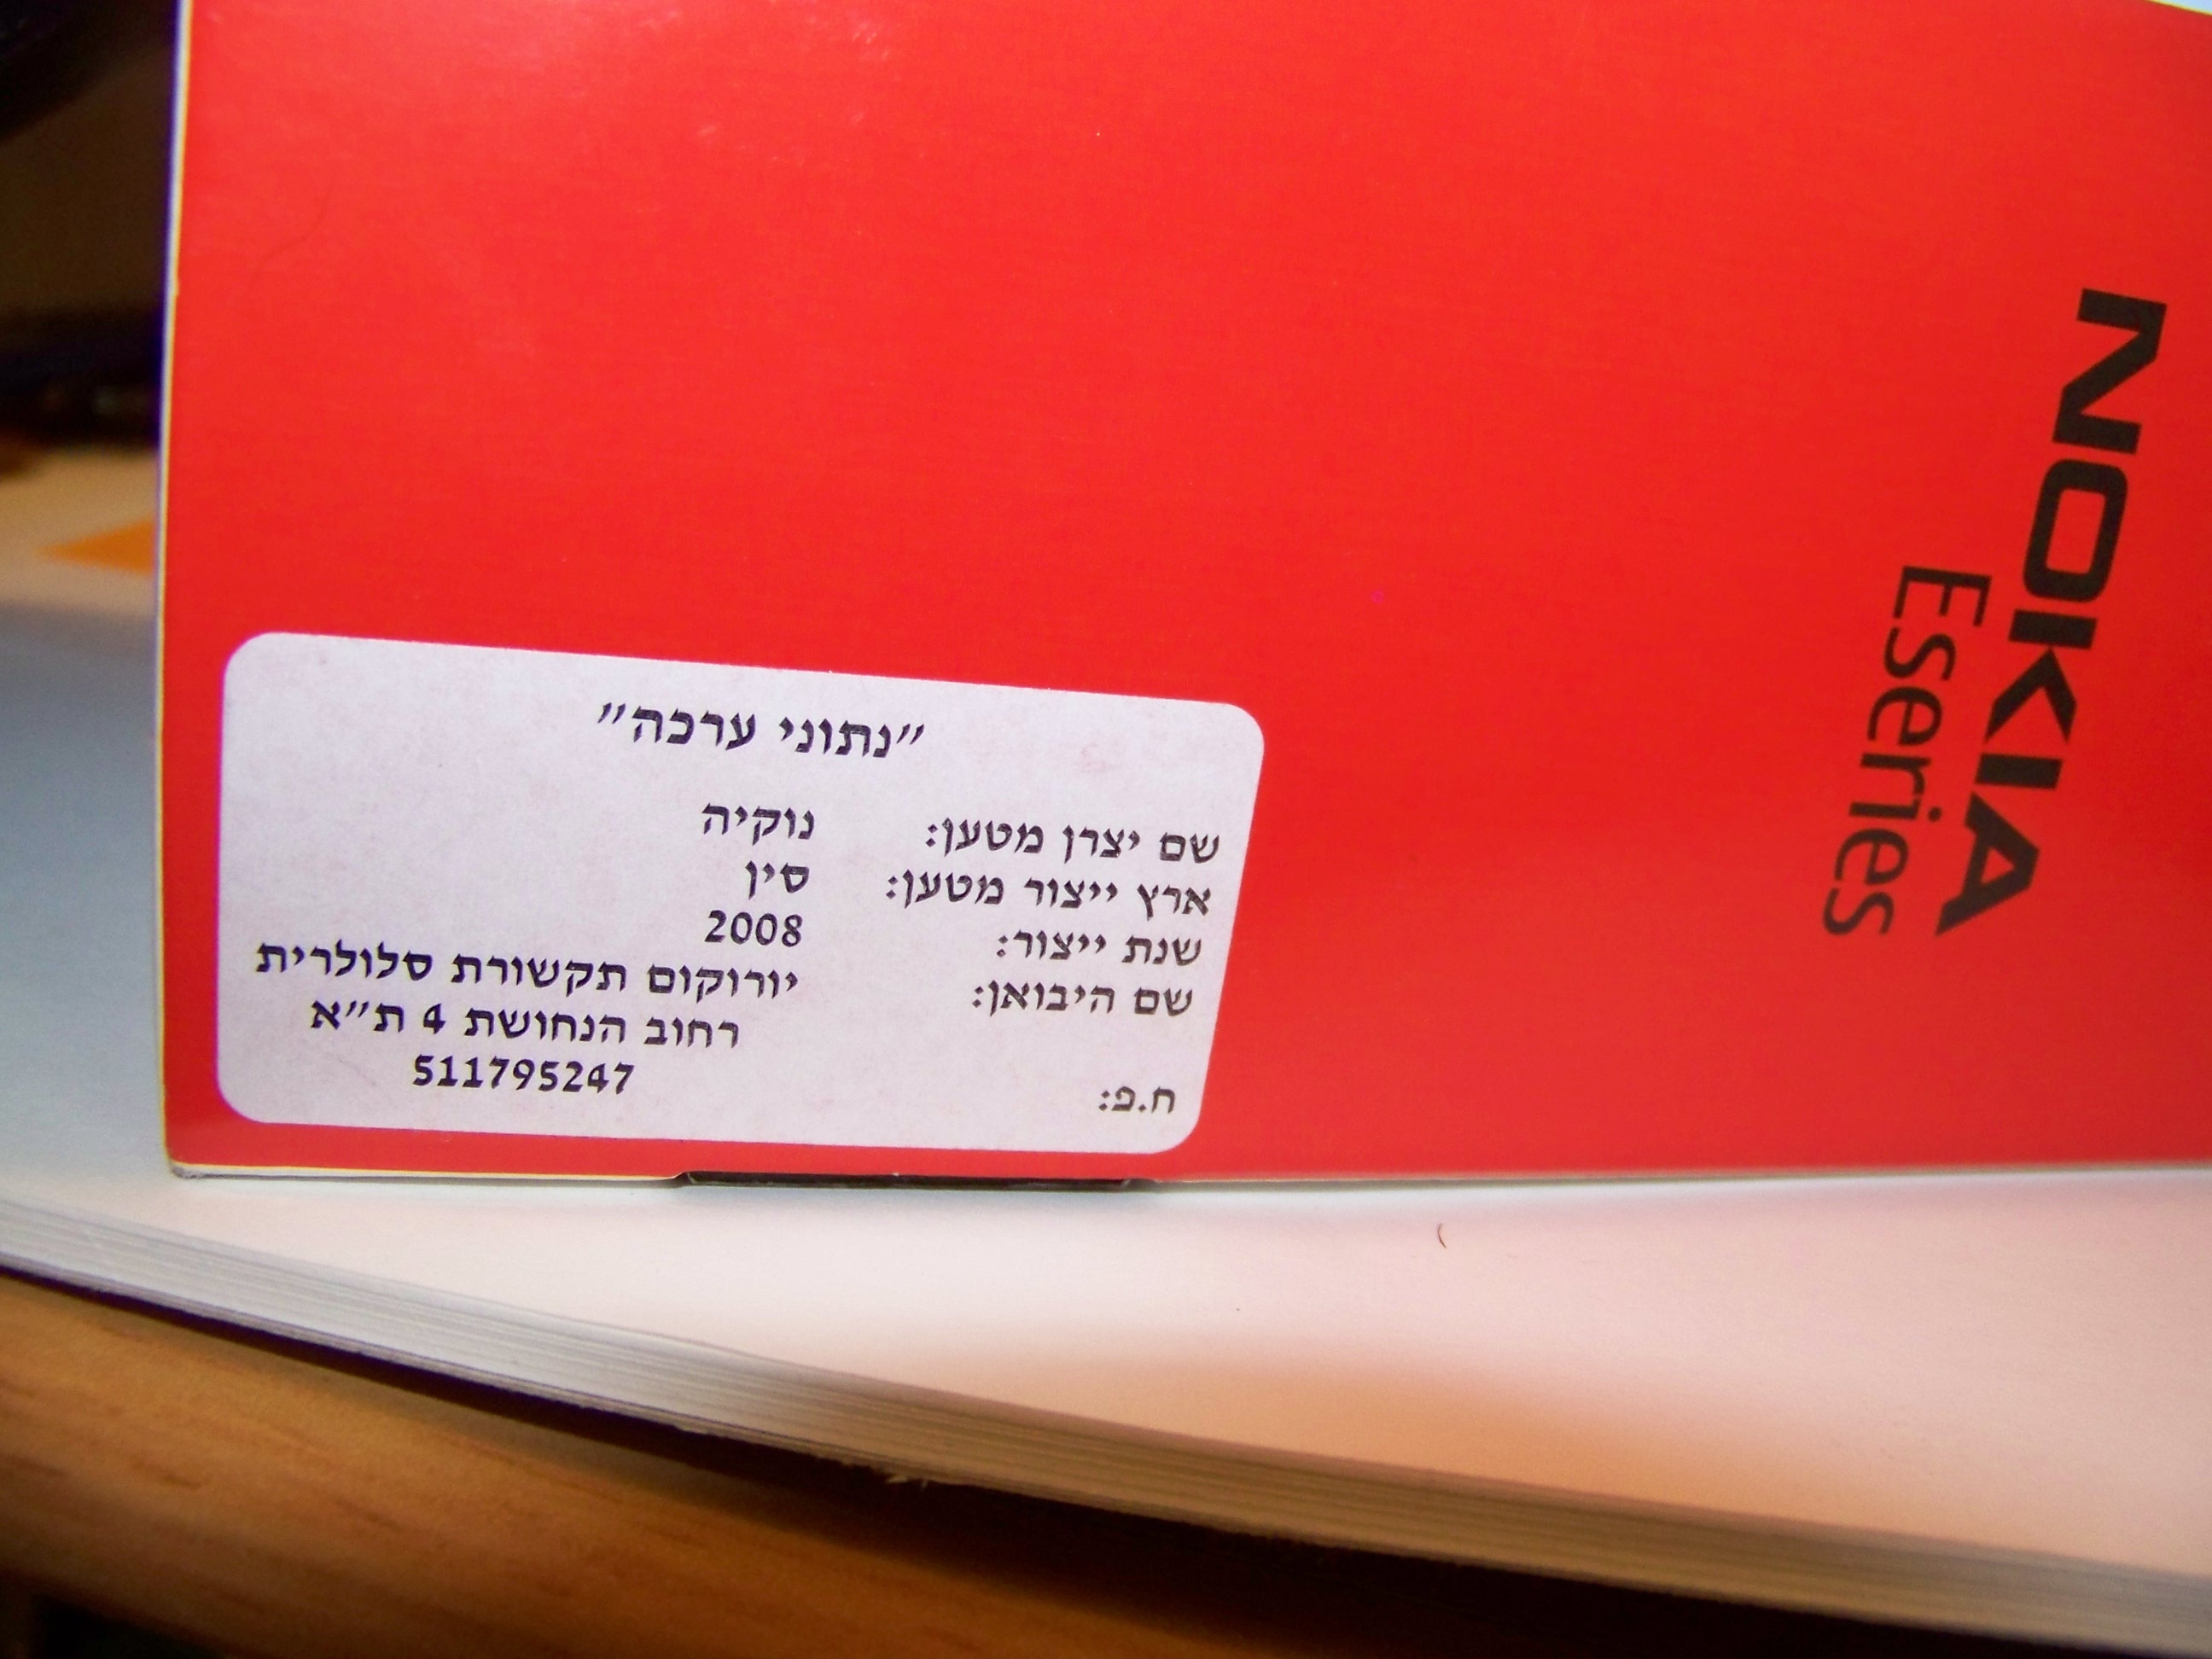 "נתוני ערכה"
שם יצרן מטען: נוקיה
ארץ ייצור מטען: סין
שנת ייצור: 2008
שם היבואן: יורוקום תקשורת סלולרית
רחוב הנחושת 4 ת"א
ח.פ: 511795247
NOKIA
Eseries